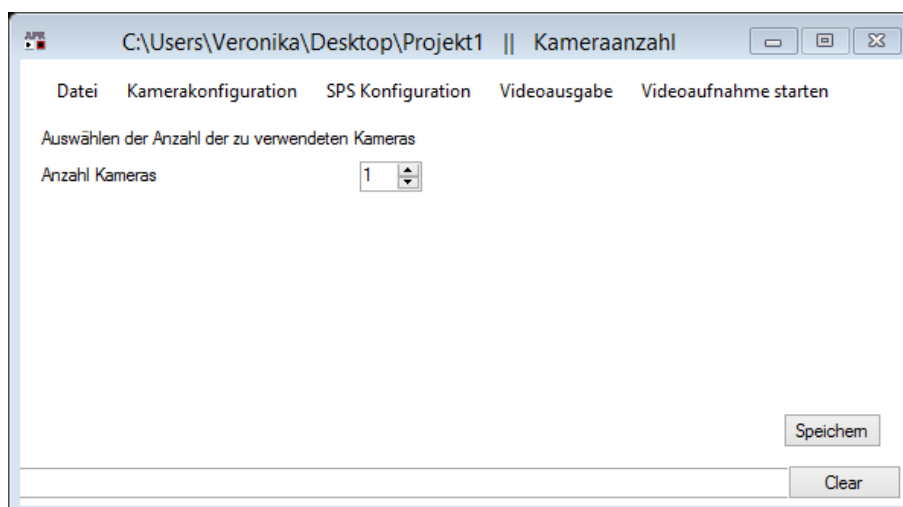 APR C:\Users\Veronika\Desktop\Projekt1 || Kameraanzahl
Datei Kamerakonfiguration SPS Konfiguration Videoausgabe Videoaufnahme starten
Auswählen der Anzahl der zu verwendeten Kameras
Anzahl Kameras 1
Speichern
Clear